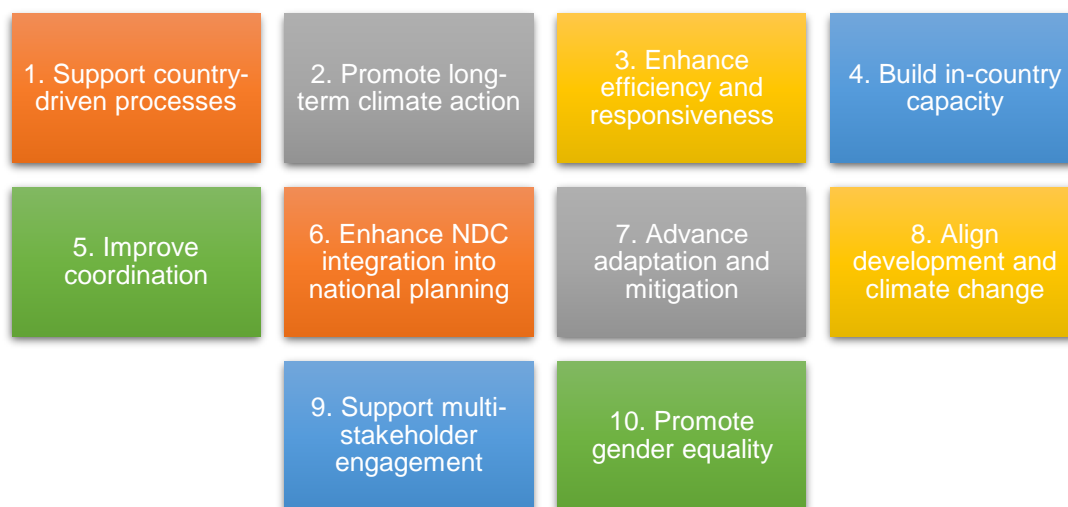 1. Support country-
driven processes
2. Promote long-
term climate action
3. Enhance
efficiency and
responsiveness
4. Build in-country
capacity
5. Improve
coordination
6. Enhance NDC
integration into
national planning
7. Advance
adaptation and
mitigation
8. Align
development and
climate change
9. Support multi-
stakeholder
engagement
10. Promote
gender equality